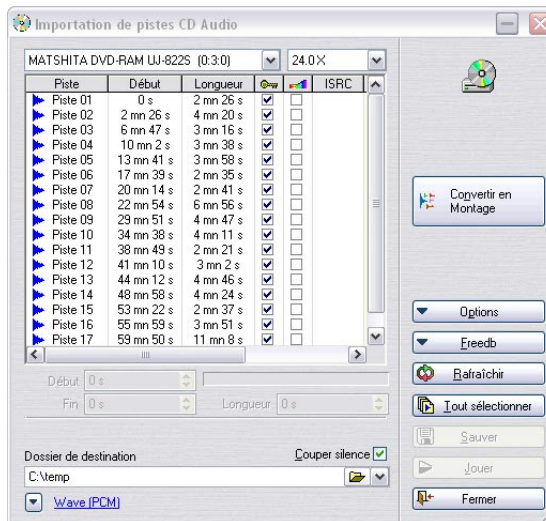 Importation de pistes CD Audio
MATSHITA DVD-RAM UJ-822S (0:3:0) 24.0X
Piste Début Longueur ISRC
Piste 01 0 s 2 mn 26 s
Piste 02 2 mn 26 s 4 mn 20 s
Piste 03 6 mn 47 s 3 mn 16 s
Piste 04 10 mn 2 s 3 mn 38 s
Piste 05 13 mn 41 s 3 mn 58 s
Piste 06 17 mn 39 s 2 mn 35 s
Piste 07 20 mn 14 s 2 mn 41 s
Piste 08 22 mn 54 s 6 mn 56 s
Piste 09 29 mn 51 s 4 mn 47 s
Piste 10 34 mn 38 s 4 mn 11 s
Piste 11 38 mn 49 s 2 mn 21 s
Piste 12 41 mn 10 s 3 mn 2 s
Piste 13 44 mn 12 s 4 mn 46 s
Piste 14 48 mn 58 s 4 mn 24 s
Piste 15 53 mn 22 s 2 mn 37 s
Piste 16 55 mn 59 s 3 mn 51 s
Piste 17 59 mn 50 s 11 mn 8 s
Début 0 s
Fin 0 s Longueur 0 s
Dossier de destination Couper silence
C:\temp
Wave (PCM)
Convertir en
Montage
Options
Freedb
Rafraîchir
Tout sélectionner
Sauver
Jouer
Fermer